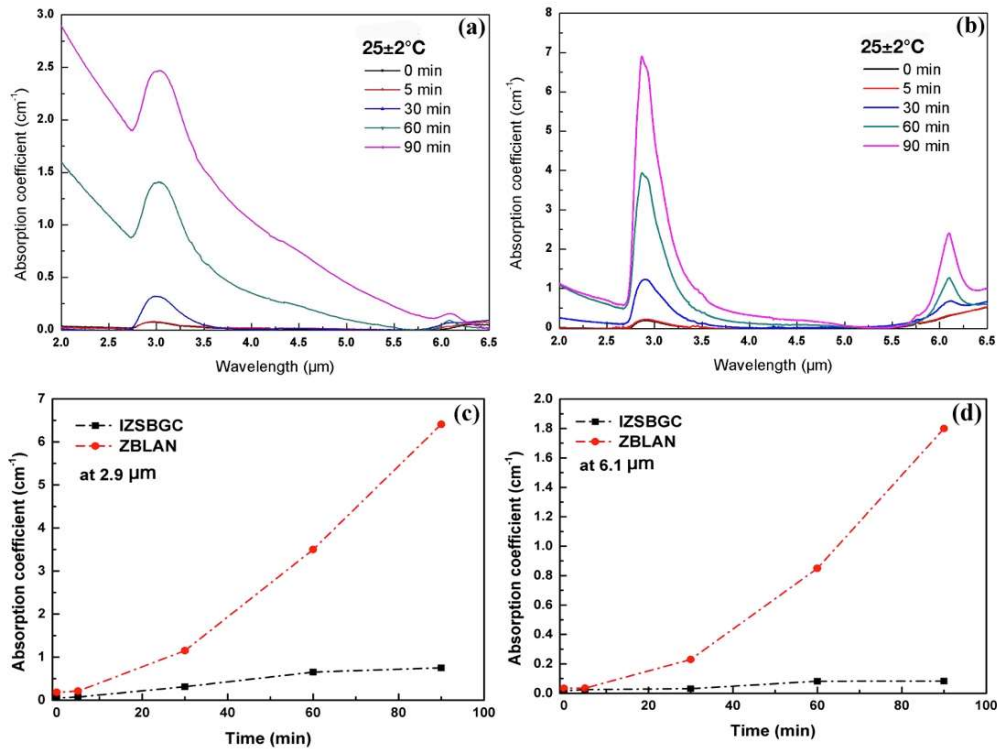 (a)
25±2°C
0 min
5 min
30 min
60 min
90 min
Absorption coefficient (cm⁻¹)
3.0
2.5
2.0
1.5
1.0
0.5
0.0
2.0 2.5 3.0 3.5 4.0 4.5 5.0 5.5 6.0 6.5
Wavelength (μm)
(b)
25±2°C
0 min
5 min
30 min
60 min
90 min
Absorption coefficient (cm⁻¹)
8
7
6
5
4
3
2
1
0
2.0 2.5 3.0 3.5 4.0 4.5 5.0 5.5 6.0 6.5
Wavelength (μm)
(c)
IZSBGC
ZBLAN
at 2.9 μm
Absorption coefficient (cm⁻¹)
7
6
5
4
3
2
1
0
0 20 40 60 80 100
Time (min)
(d)
IZSBGC
ZBLAN
at 6.1 μm
Absorption coefficient (cm⁻¹)
2.0
1.8
1.6
1.4
1.2
1.0
0.8
0.6
0.4
0.2
0.0
0 20 40 60 80 100
Time (min)